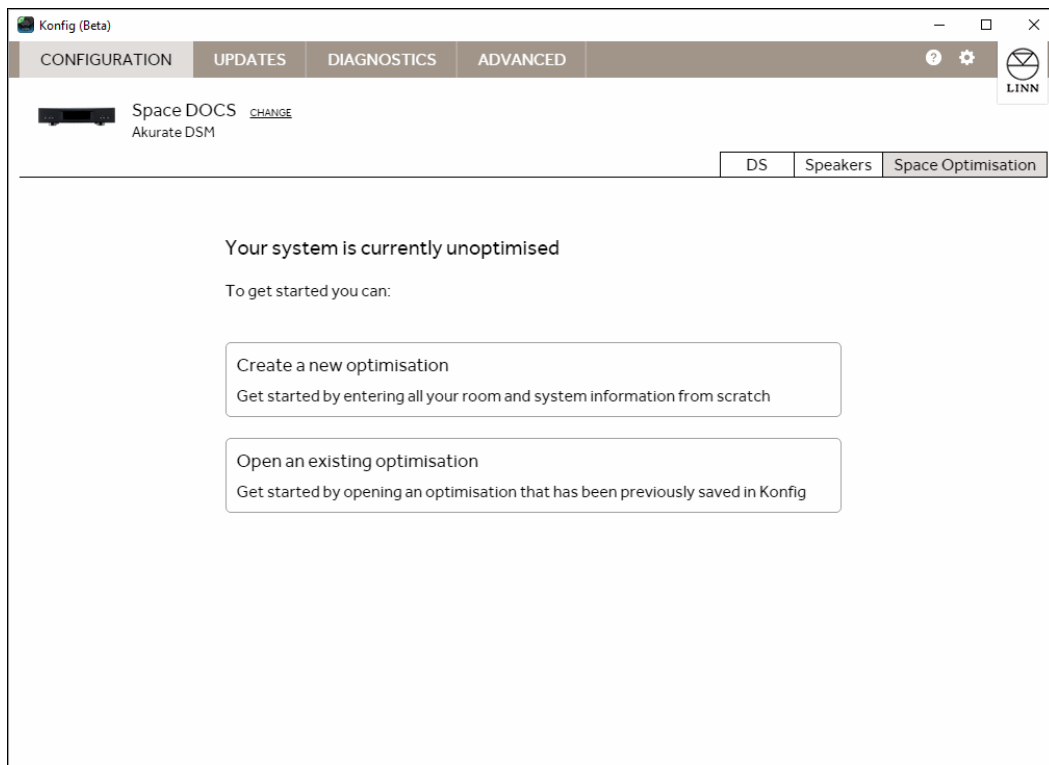 Konfig (Beta)
CONFIGURATION UPDATES DIAGNOSTICS ADVANCED ?
LINN
Space DOCS CHANGE
Akurate DSM
DS Speakers Space Optimisation
Your system is currently unoptimised
To get started you can:
Create a new optimisation
Get started by entering all your room and system information from scratch
Open an existing optimisation
Get started by opening an optimisation that has been previously saved in Konfig